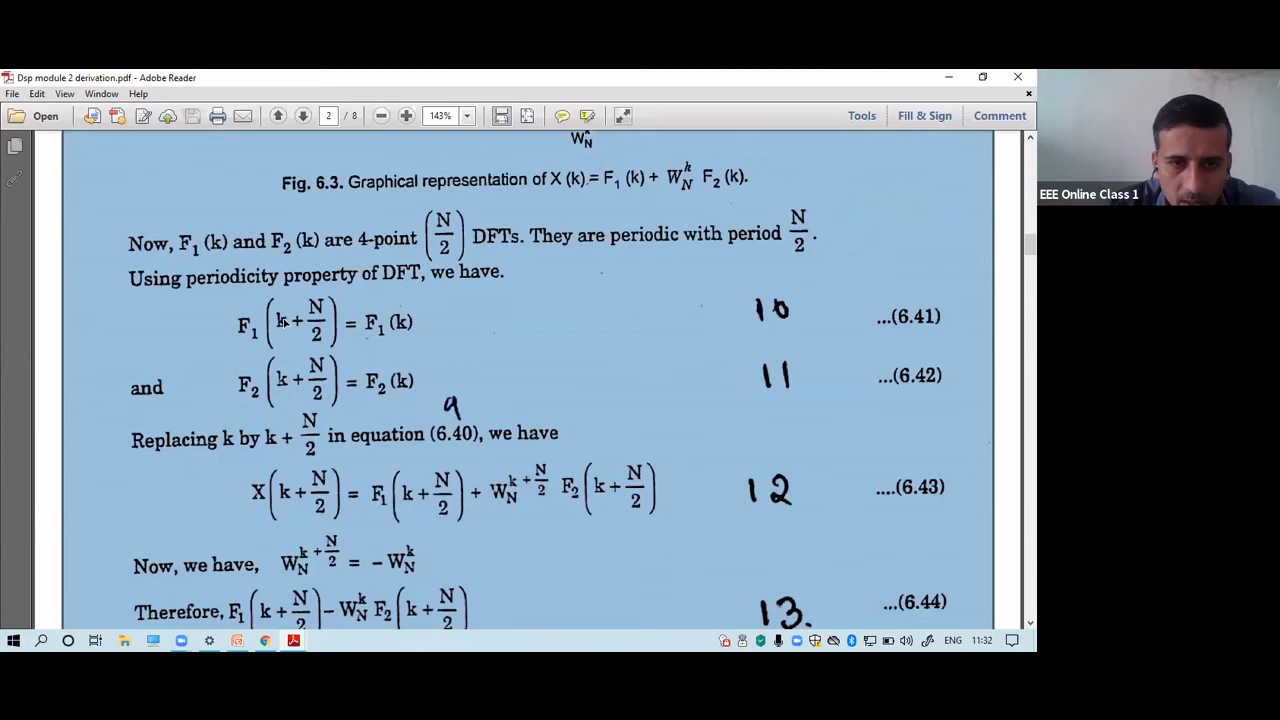 Dsp module 2 derivation.pdf - Adobe Reader
File Edit View Window Help
Open 2 / 8 143% Tools Fill & Sign Comment
W_N^k
Fig. 6.3. Graphical representation of X (k) = F₁ (k) + W_N^k F₂ (k).
Now, F₁ (k) and F₂ (k) are 4-point (N/2) DFTs. They are periodic with period N/2.
Using periodicity property of DFT, we have.
F₁ (k + N/2) = F₁ (k) 10 ...(6.41)
and F₂ (k + N/2) = F₂ (k) 11 ...(6.42)
9
Replacing k by k + N/2 in equation (6.40), we have
X (k + N/2) = F₁ (k + N/2) + W_N^(k + N/2) F₂ (k + N/2) 12 ....(6.43)
Now, we have, W_N^(k + N/2) = – W_N^k
Therefore, F₁ (k + N/2) – W_N^k F₂ (k + N/2) 13. ...(6.44)
EEE Online Class 1
ENG 11:32